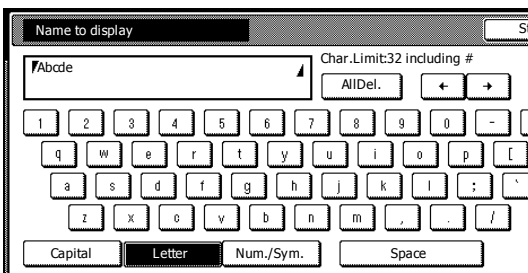 Name to display
St
Abcde
Char.Limit:32 including #
AllDel. ← →
1 2 3 4 5 6 7 8 9 0 -
q w e r t y u i o p [
a s d f g h j k l ; `
z x c v b n m , . /
Capital Letter Num./Sym. Space